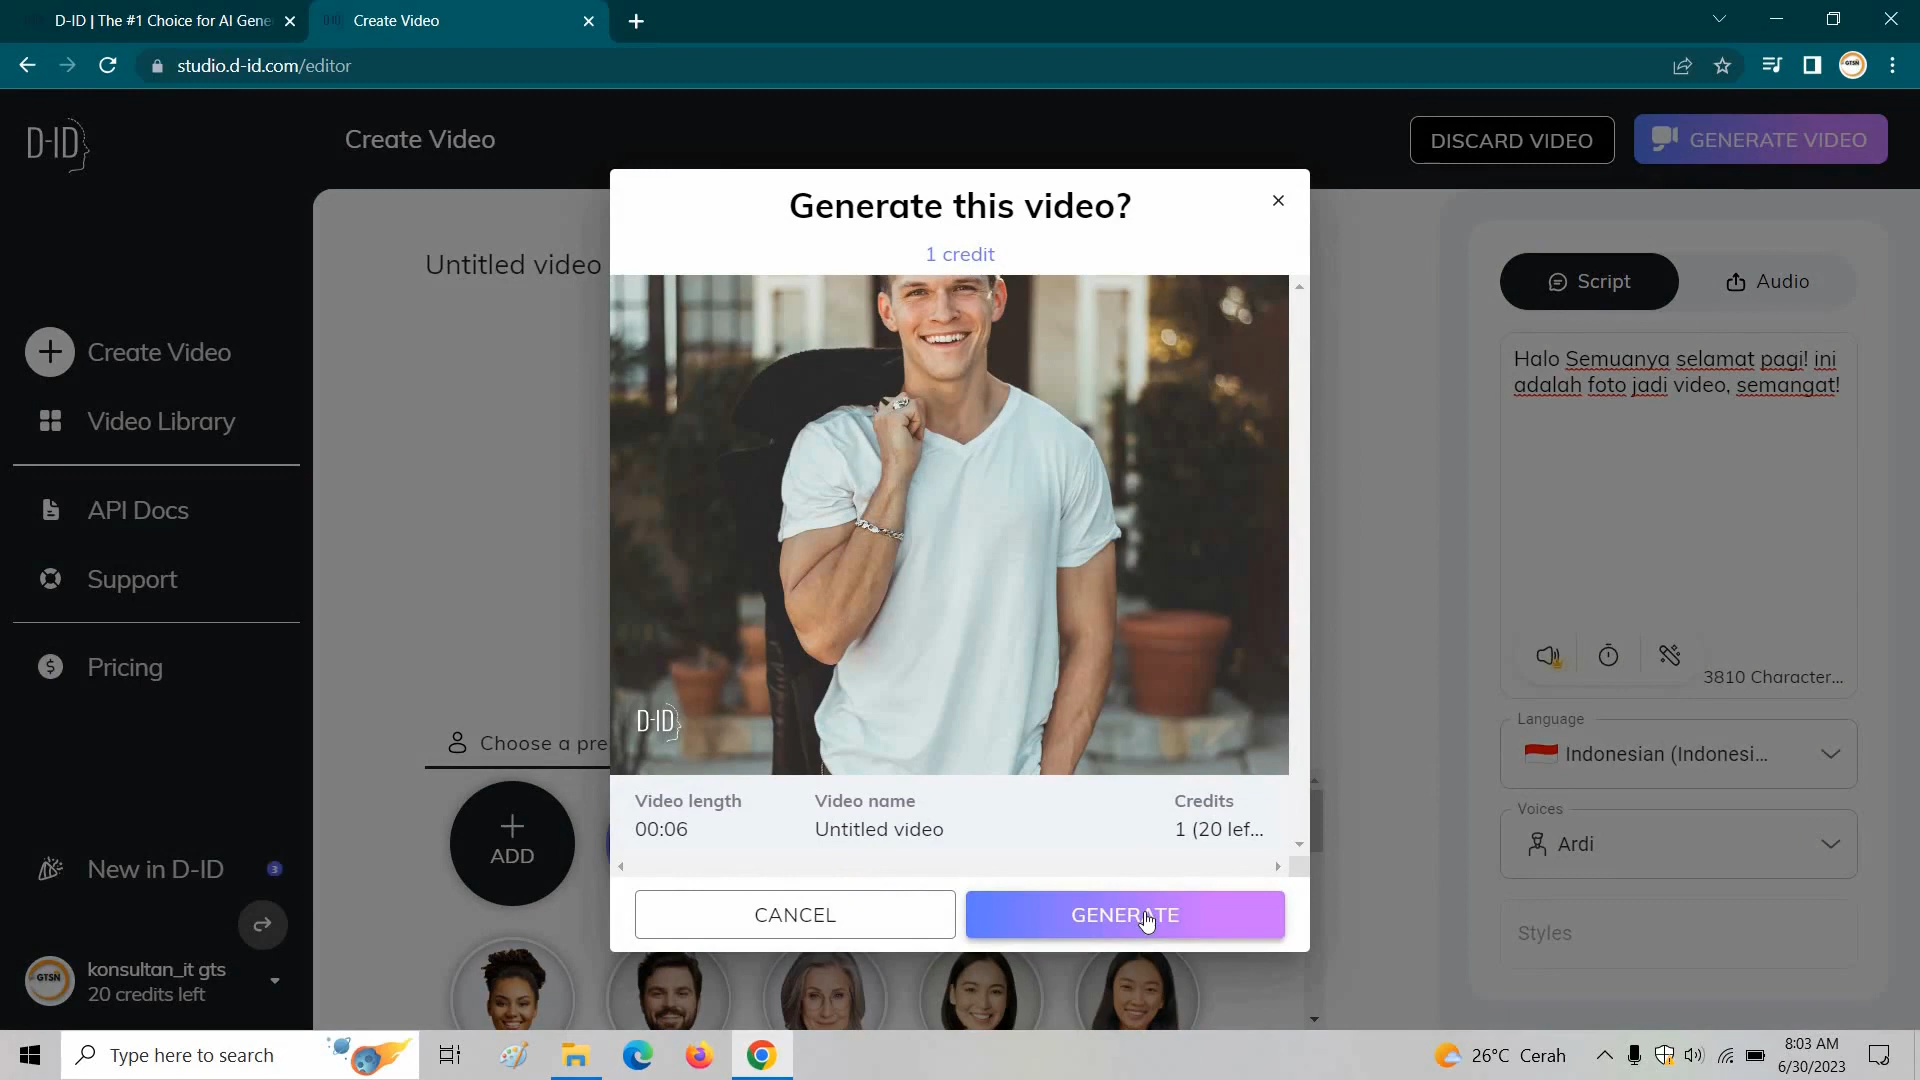 D-ID | The #1 Choice for AI Gene
Create Video
studio.d-id.com/editor
D-ID
Create Video
DISCARD VIDEO
GENERATE VIDEO
Generate this video?
1 credit
Untitled video
Script
Audio
Halo Semuanya selamat pagi! ini
adalah foto jadi video, semangat!
Create Video
Video Library
API Docs
Support
Pricing
3810 Character...
Language
Indonesian (Indonesi...
D-ID
Choose a pre
Video length
Video name
Credits
00:06
Untitled video
1 (20 lef...
Voices
Ardi
ADD
New in D-ID
3
CANCEL
GENERATE
Styles
GTSN
konsultan_it gts
20 credits left
Type here to search
26°C Cerah
8:03 AM
6/30/2023